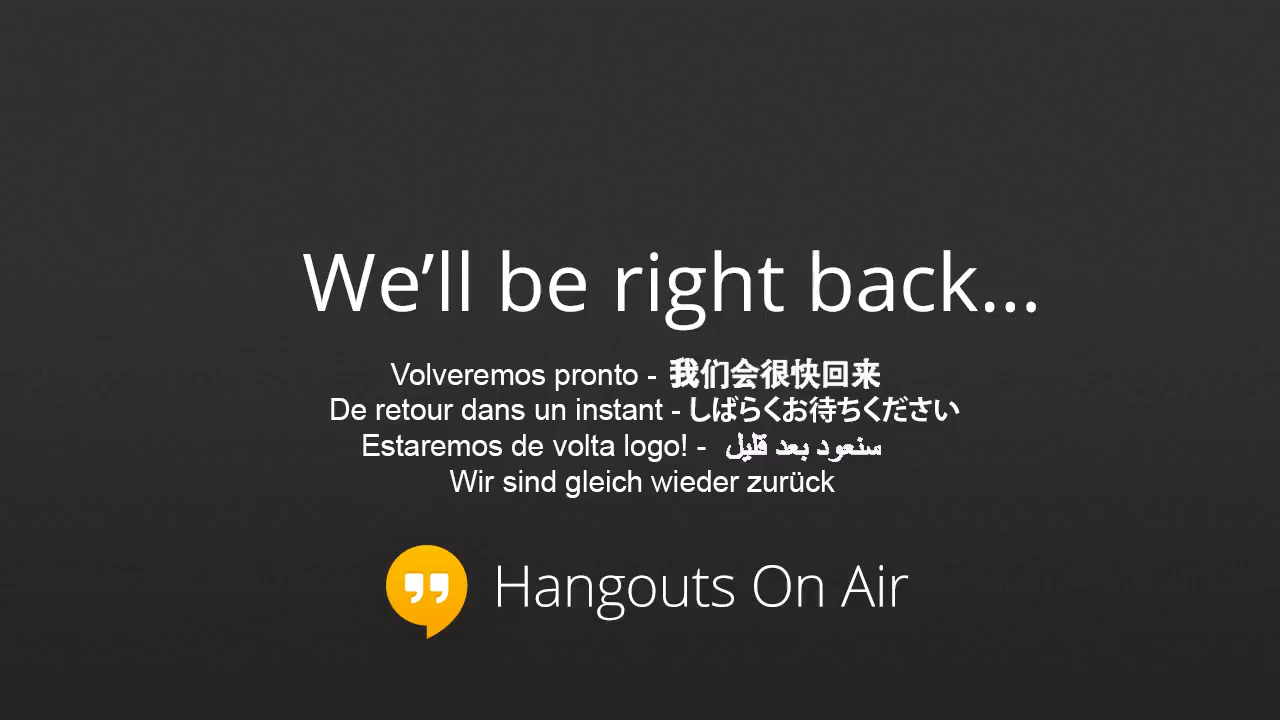 We’ll be right back...
Volveremos pronto - 我们会很快回来
De retour dans un instant - しばらくお待ちください
Estaremos de volta logo! - سنعود بعد قليل
Wir sind gleich wieder zurück
Hangouts On Air